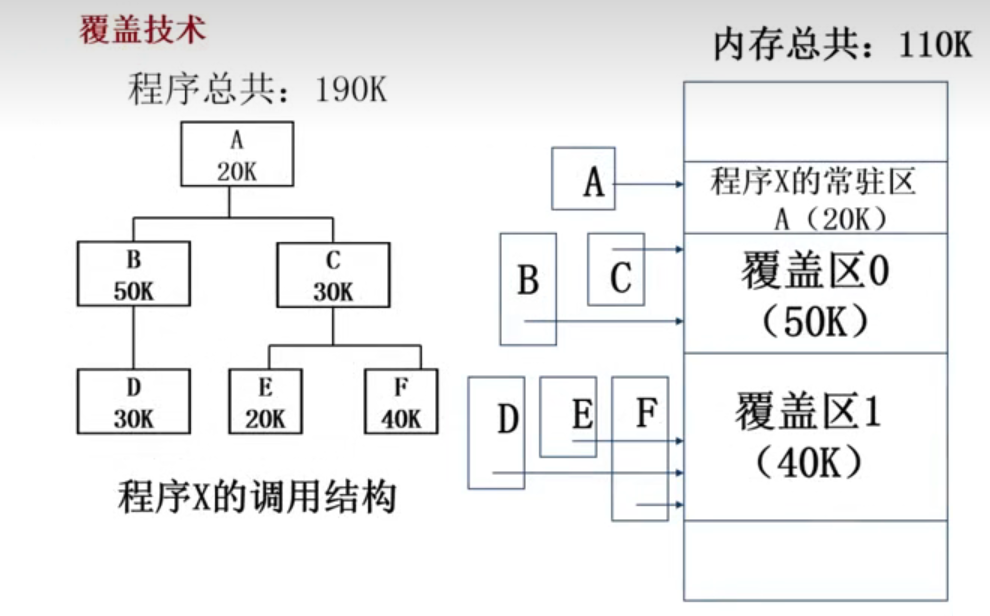 覆盖技术
程序总共：190K
A
20K
B
50K
C
30K
D
30K
E
20K
F
40K
程序X的调用结构
内存总共：110K
A
程序X的常驻区
A（20K）
B
C
覆盖区0
（50K）
D
E
F
覆盖区1
（40K）